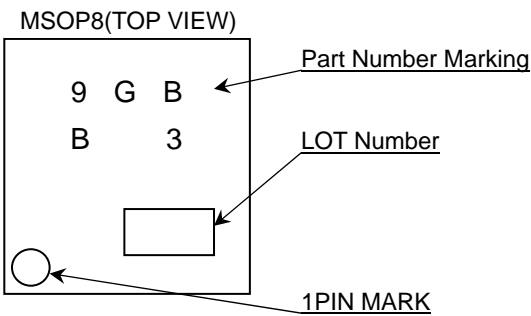 MSOP8(TOP VIEW)
Part Number Marking
9 G B
B 3
LOT Number
1PIN MARK